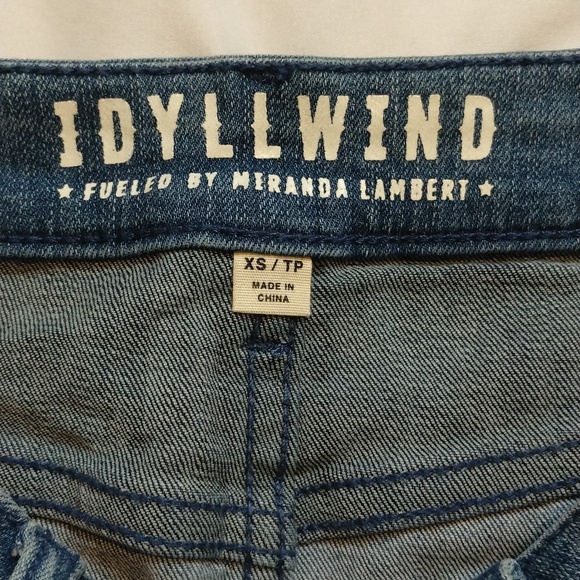 IDYLLWIND
★ FUELED BY MIRANDA LAMBERT ★
XS / TP
MADE IN
CHINA